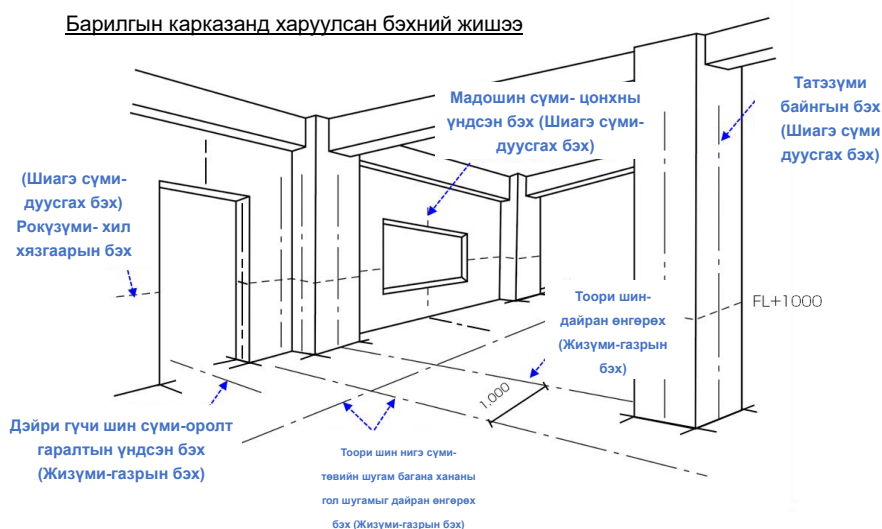 Барилгын карказанд харуулсан бэхний жишээ
Мадошин сүми- цонхны
үндсэн бэх (Шиагэ сүми-
дуусгах бэх)
Татэзүми
байнгын бэх
(Шиагэ сүми
дуусгах бэх)
(Шиагэ сүми-
дуусгах бэх)
Рокүзүми- хил
хязгаарын бэх
Тоори шин-
дайран өнгөрөх
(Жизүми-газрын
бэх)
FL+1000
1.000
Дэйри гүчи шин сүми-оролт
гаралтын үндсэн бэх
(Жизүми-газрын бэх)
Тоори шин нигэ сүми-
төвийн шугам багана хананы
гол шугамыг дайран өнгөрөх
бэх (Жизүми-газрын бэх)